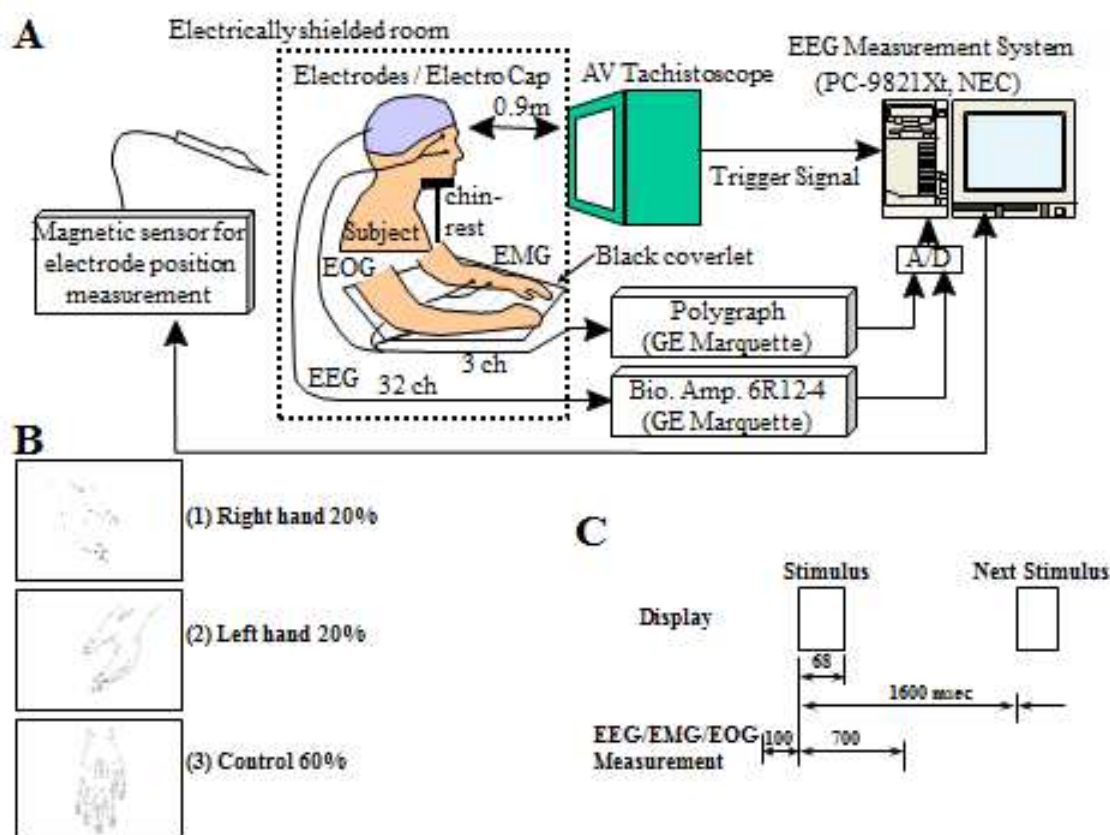 A
Electrically shielded room
Electrodes / Electro Cap
0.9m
AV Tachistoscope
EEG Measurement System
(PC-9821Xt, NEC)
Trigger Signal
chin-
rest
Subject
Magnetic sensor for
electrode position
measurement
EOG
EMG
Black coverlet
A/D
Polygraph
(GE Marquette)
3 ch
EEG
32 ch
Bio. Amp. 6R12-4
(GE Marquette)
B
(1) Right hand 20%
(2) Left hand 20%
(3) Control 60%
C
Stimulus
Next Stimulus
Display
68
1600 msec
EEG/EMG/EOG
Measurement
100
700